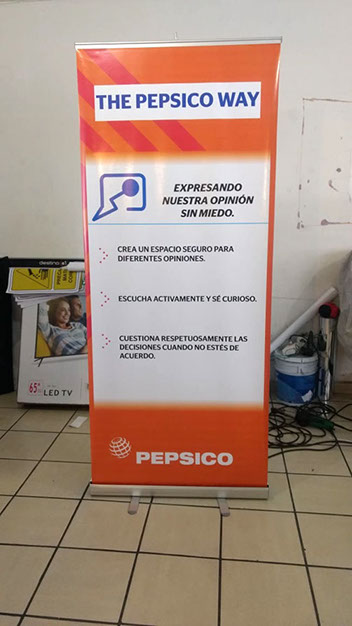 THE PEPSICO WAY
EXPRESANDO
NUESTRA OPINIÓN
SIN MIEDO.
CREA UN ESPACIO SEGURO PARA
DIFERENTES OPINIONES.
ESCUCHA ACTIVAMENTE Y SÉ CURIOSO.
CUESTIONA RESPETUOSAMENTE LAS
DECISIONES CUANDO NO ESTÉS DE
ACUERDO.
PEPSICO
65"
LED TV